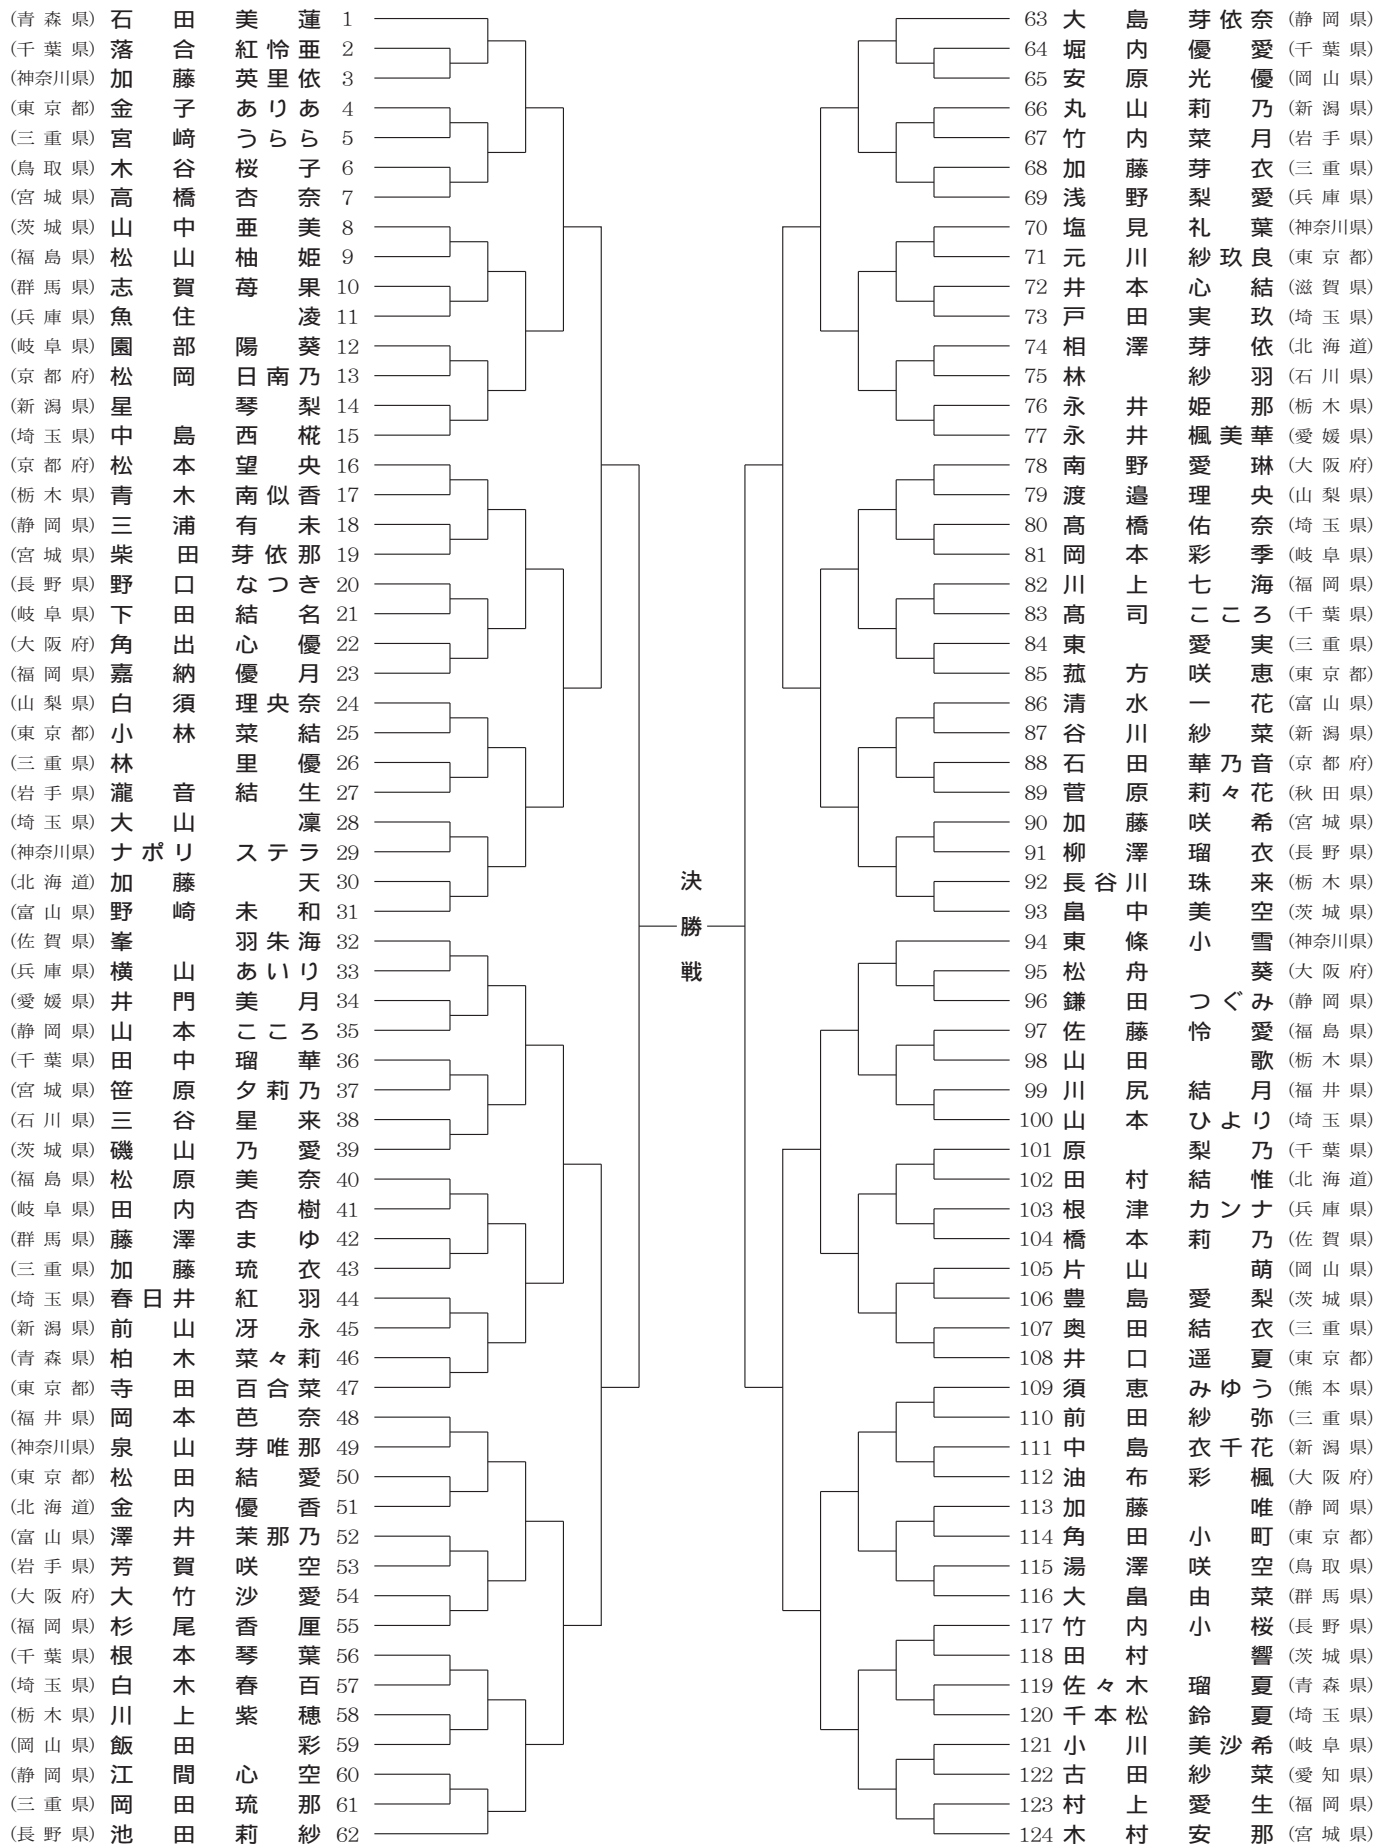 (青森県) 石田美蓮 1
(千葉県) 落合紅怜亜 2
(神奈川県) 加藤英里依 3
(東京都) 金子ありあ 4
(三重県) 宮﨑うらら 5
(鳥取県) 木谷桜子 6
(宮城県) 高橋杏奈 7
(茨城県) 山中亜美 8
(福島県) 松山柚姫 9
(群馬県) 志賀苺果 10
(兵庫県) 魚住凌 11
(岐阜県) 園部陽葵 12
(京都府) 松岡日南乃 13
(新潟県) 星琴梨 14
(埼玉県) 中島西椛 15
(京都府) 松本望央 16
(栃木県) 青木南似香 17
(静岡県) 三浦有未 18
(宮城県) 柴田芽依那 19
(長野県) 野口なつき 20
(岐阜県) 下田結名 21
(大阪府) 角出心優 22
(福岡県) 嘉納優月 23
(山梨県) 白須理央奈 24
(東京都) 小林菜結 25
(三重県) 林里優 26
(岩手県) 瀧音結生 27
(埼玉県) 大山凜 28
(神奈川県) ナポリステラ 29
(北海道) 加藤天 30
(富山県) 野崎未和 31
(佐賀県) 峯羽朱海 32
(兵庫県) 横山あいり 33
(愛媛県) 井門美月 34
(静岡県) 山本こころ 35
(千葉県) 田中瑠華 36
(宮城県) 笹原夕莉乃 37
(石川県) 三谷星来 38
(茨城県) 磯山乃愛 39
(福島県) 松原美奈 40
(岐阜県) 田内杏樹 41
(群馬県) 藤澤まゆ 42
(三重県) 加藤琉衣 43
(埼玉県) 春日井紅羽 44
(新潟県) 前山冴永 45
(青森県) 柏木菜々莉 46
(東京都) 寺田百合菜 47
(福井県) 岡本芭奈 48
(神奈川県) 泉山芽唯那 49
(東京都) 松田結愛 50
(北海道) 金内優香 51
(富山県) 澤井茉那乃 52
(岩手県) 芳賀咲空 53
(大阪府) 大竹沙愛 54
(福岡県) 杉尾香厘 55
(千葉県) 根本琴葉 56
(埼玉県) 白木春百 57
(栃木県) 川上紫穂 58
(岡山県) 飯田彩 59
(静岡県) 江間心空 60
(三重県) 岡田琉那 61
(長野県) 池田莉紗 62
決勝戦
63 大島芽依奈 (静岡県)
64 堀内優愛 (千葉県)
65 安原光優 (岡山県)
66 丸山莉乃 (新潟県)
67 竹内菜月 (岩手県)
68 加藤芽衣 (三重県)
69 浅野梨愛 (兵庫県)
70 塩見礼葉 (神奈川県)
71 元川紗玖良 (東京都)
72 井本心結 (滋賀県)
73 戸田実玖 (埼玉県)
74 相澤芽依 (北海道)
75 林紗羽 (石川県)
76 永井姫那 (栃木県)
77 永井楓美華 (愛媛県)
78 南野愛琳 (大阪府)
79 渡邉理央 (山梨県)
80 髙橋佑奈 (埼玉県)
81 岡本彩季 (岐阜県)
82 川上七海 (福岡県)
83 髙司こころ (千葉県)
84 東愛実 (三重県)
85 菰方咲恵 (東京都)
86 清水一花 (富山県)
87 谷川紗菜 (新潟県)
88 石田華乃音 (京都府)
89 菅原莉々花 (秋田県)
90 加藤咲希 (宮城県)
91 柳澤瑠衣 (長野県)
92 長谷川珠来 (栃木県)
93 畠中美空 (茨城県)
94 東條小雪 (神奈川県)
95 松舟葵 (大阪府)
96 鎌田つぐみ (静岡県)
97 佐藤怜愛 (福島県)
98 山田歌 (栃木県)
99 川尻結月 (福井県)
100 山本ひより (埼玉県)
101 原梨乃 (千葉県)
102 田村結惟 (北海道)
103 根津カンナ (兵庫県)
104 橋本莉乃 (佐賀県)
105 片山萌 (岡山県)
106 豊島愛梨 (茨城県)
107 奥田結衣 (三重県)
108 井口遥夏 (東京都)
109 須恵みゆう (熊本県)
110 前田紗弥 (三重県)
111 中島衣千花 (新潟県)
112 油布彩楓 (大阪府)
113 加藤唯 (静岡県)
114 角田小町 (東京都)
115 湯澤咲空 (鳥取県)
116 大畠由菜 (群馬県)
117 竹内小桜 (長野県)
118 田村響 (茨城県)
119 佐々木瑠夏 (青森県)
120 千本松鈴夏 (埼玉県)
121 小川美沙希 (岐阜県)
122 古田紗菜 (愛知県)
123 村上愛生 (福岡県)
124 木村安那 (宮城県)